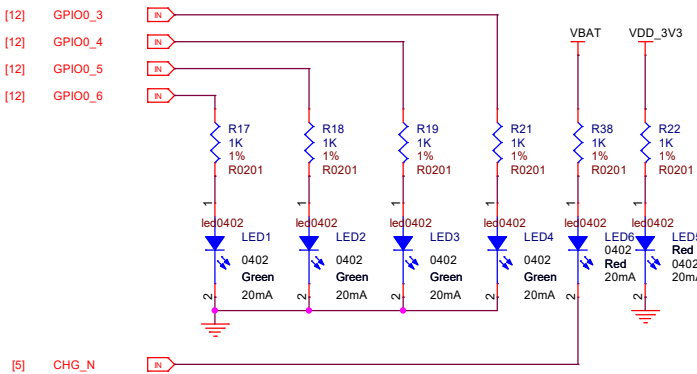 [12] GPIO0_3 IN
[12] GPIO0_4 IN
VBAT VDD_3V3
[12] GPIO0_5 IN
[12] GPIO0_6 IN
R17 R18 R19 R21 R38 R22
1K 1K 1K 1K 1K 1K
1% 1% 1% 1% 1% 1%
R0201 R0201 R0201 R0201 R0201 R0201
1 1 1 1 1 1
led0402 led0402 led0402 led0402 led0402 led0402
LED1 LED2 LED3 LED4 LED6 LED5
0402 0402 0402 0402 0402 Red
Green Green Green Green Red 0402
20mA 20mA 20mA 20mA 20mA 20mA
2 2 2 2 2 2
[5] CHG_N IN